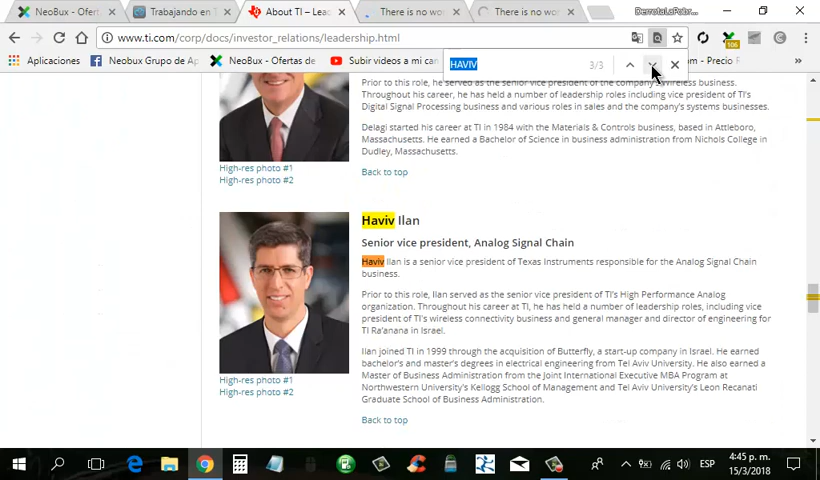 NeoBux - Ofert
Trabajando en T
About TI – Lead
There is no wor
There is no wor
DerrotaLaPobr
www.ti.com/corp/docs/investor_relations/leadership.html
106
Aplicaciones
Neobux Grupo de Ap
NeoBux - Ofertas de
Subir videos a mi can
om - Precio F
HAVIV
3/3
Prior to this role, he served as the senior vice president of the company's Wireless business.
Throughout his career, he has held a number of leadership roles including vice president of TI's
Digital Signal Processing business and various roles in sales and the company's systems businesses.
Delagi started his career at TI in 1984 with the Materials & Controls business, based in Attleboro,
Massachusetts. He earned a Bachelor of Science in business administration from Nichols College in
Dudley, Massachusetts.
High-res photo #1
High-res photo #2
Back to top
Haviv Ilan
Senior vice president, Analog Signal Chain
Haviv Ilan is a senior vice president of Texas Instruments responsible for the Analog Signal Chain
business.
Prior to this role, Ilan served as the senior vice president of TI's High Performance Analog
organization. Throughout his career at TI, he has held a number of leadership roles, including vice
president of TI's wireless connectivity business and general manager and director of engineering for
TI Ra'anana in Israel.
Ilan joined TI in 1999 through the acquisition of Butterfly, a start-up company in Israel. He earned
bachelor's and master's degrees in electrical engineering from Tel Aviv University. He also earned a
Master of Business Administration from the Joint International Executive MBA Program at
Northwestern University's Kellogg School of Management and Tel Aviv University's Leon Recanati
Graduate School of Business Administration.
High-res photo #1
High-res photo #2
Back to top
ESP
4:45 p. m.
15/3/2018